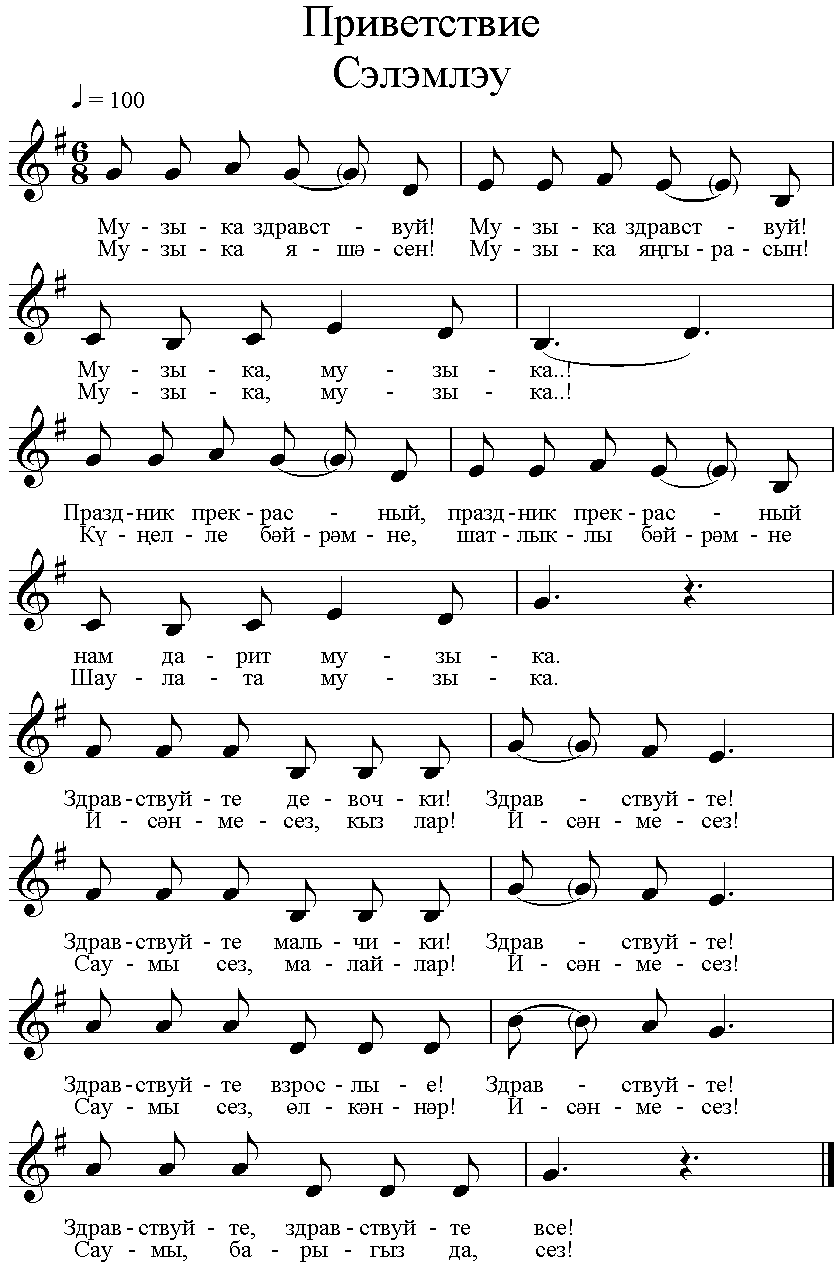 Приветствие
Сэлэмлэу
= 100
6
8
Му - зы - ка здравст - вуй! Му - зы - ка здравст - вуй!
Му - зы - ка я - шә - сен! Му - зы - ка яңгы - ра - сын!
Му - зы - ка, му - зы - ка..!
Му - зы - ка, му - зы - ка..!
Празд-ник прек-рас - ный, празд-ник прек-рас - ный
Кү - ңел - ле бәй-рәм - не, шат-лык-лы бәй-рәм - не
нам да - рит му - зы - ка.
Шау - ла - та му - зы - ка.
Здрав-ствуй - те де - воч - ки! Здрав - ствуй - те!
И - сән - ме - сез, кыз лар! И - сән - ме - сез!
Здрав-ствуй - те маль - чи - ки! Здрав - ствуй - те!
Сау - мы сез, ма - лай - лар! И - сән - ме - сез!
Здрав-ствуй - те взрос - лы - е! Здрав - ствуй - те!
Сау - мы сез, өл - кән - нәр! И - сән - ме - сез!
Здрав-ствуй - те, здрав-ствуй - те все!
Сау - мы, ба - ры - гыз да, сез!